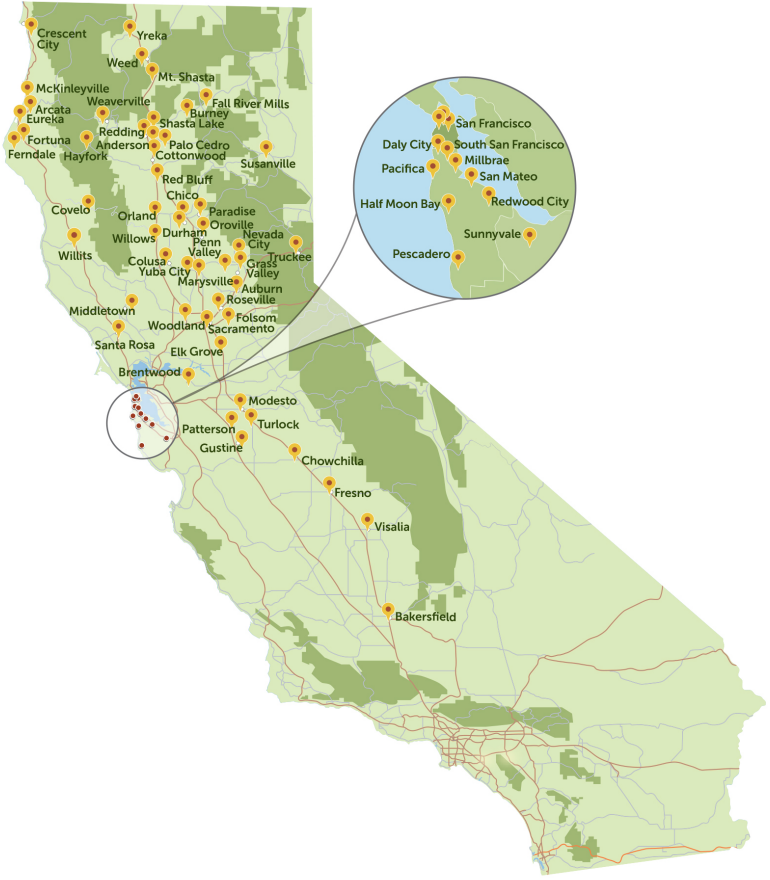 Crescent
City
Yreka
Weed
Mt. Shasta
McKinleyville
Arcata
Eureka
Fortuna
Ferndale
Weaverville
Hayfork
Fall River Mills
Burney
Shasta Lake
Redding
Anderson
Palo Cedro
Cottonwood
Susanville
Red Bluff
Chico
Covelo
Orland
Paradise
Oroville
Durham
Willows
Willits
Penn
Valley
Nevada
City
Truckee
Colusa
Yuba City
Grass
Valley
Marysville
Auburn
Roseville
Middletown
Woodland
Folsom
Sacramento
Santa Rosa
Elk Grove
Brentwood
San Francisco
Daly City
South San Francisco
Millbrae
Pacifica
San Mateo
Half Moon Bay
Redwood City
Sunnyvale
Pescadero
Modesto
Turlock
Patterson
Gustine
Chowchilla
Fresno
Visalia
Bakersfield